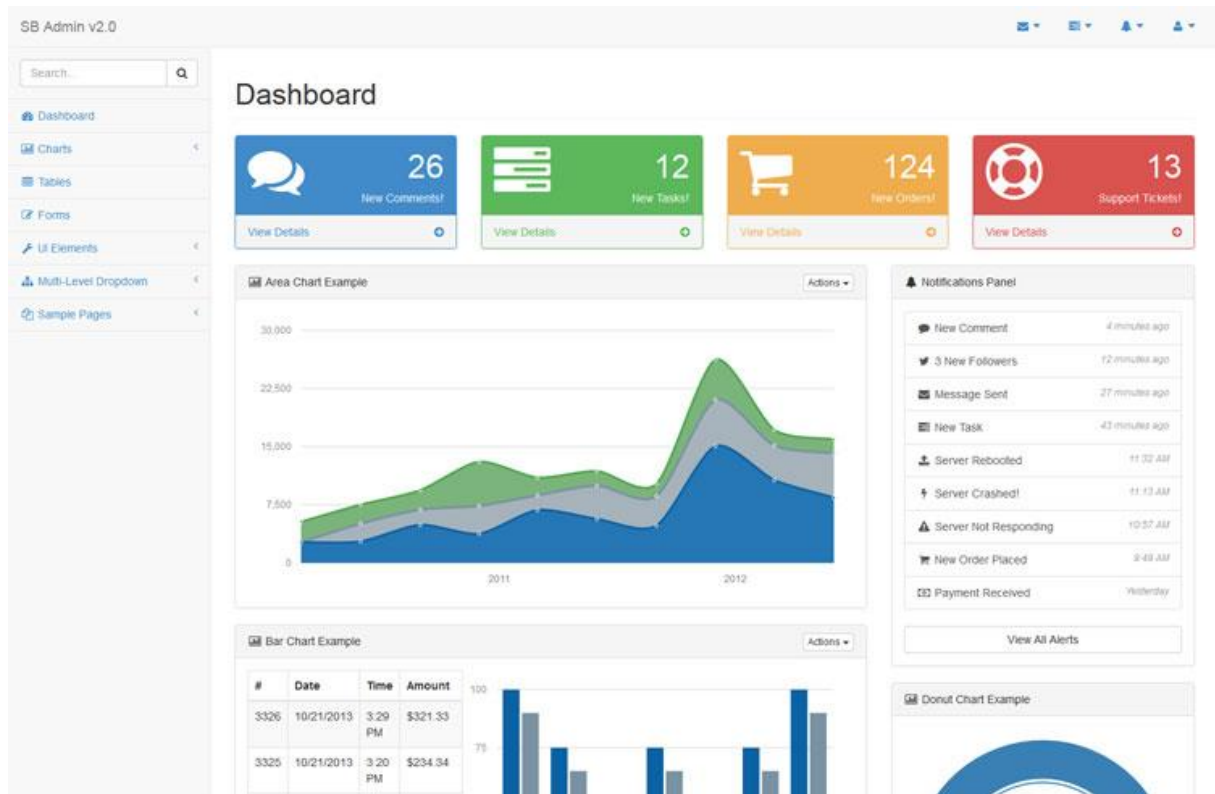 SB Admin v2.0
Search...
Dashboard
Charts
Tables
Forms
UI Elements
Multi-Level Dropdown
Sample Pages
Dashboard
26
New Comments!
View Details
12
New Tasks!
View Details
124
New Orders!
View Details
13
Support Tickets!
View Details
Area Chart Example
Actions
30,000
22,500
15,000
7,500
0
2011
2012
Notifications Panel
New Comment 4 minutes ago
3 New Followers 12 minutes ago
Message Sent 27 minutes ago
New Task 43 minutes ago
Server Rebooted 11:32 AM
Server Crashed! 11:13 AM
Server Not Responding 10:57 AM
New Order Placed 9:49 AM
Payment Received Yesterday
View All Alerts
Bar Chart Example
Actions
# Date Time Amount
3326 10/21/2013 3:29 $321.33
PM
3325 10/21/2013 3:20 $234.34
PM
100
75
Donut Chart Example